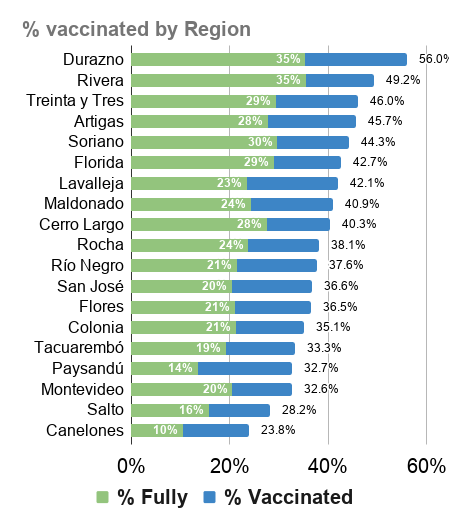 % vaccinated by Region
Durazno 35% 56.0%
Rivera 35% 49.2%
Treinta y Tres 29% 46.0%
Artigas 28% 45.7%
Soriano 30% 44.3%
Florida 29% 42.7%
Lavalleja 23% 42.1%
Maldonado 24% 40.9%
Cerro Largo 28% 40.3%
Rocha 24% 38.1%
Río Negro 21% 37.6%
San José 20% 36.6%
Flores 21% 36.5%
Colonia 21% 35.1%
Tacuarembó 19% 33.3%
Paysandú 14% 32.7%
Montevideo 20% 32.6%
Salto 16% 28.2%
Canelones 10% 23.8%
0% 20% 40% 60%
% Fully % Vaccinated